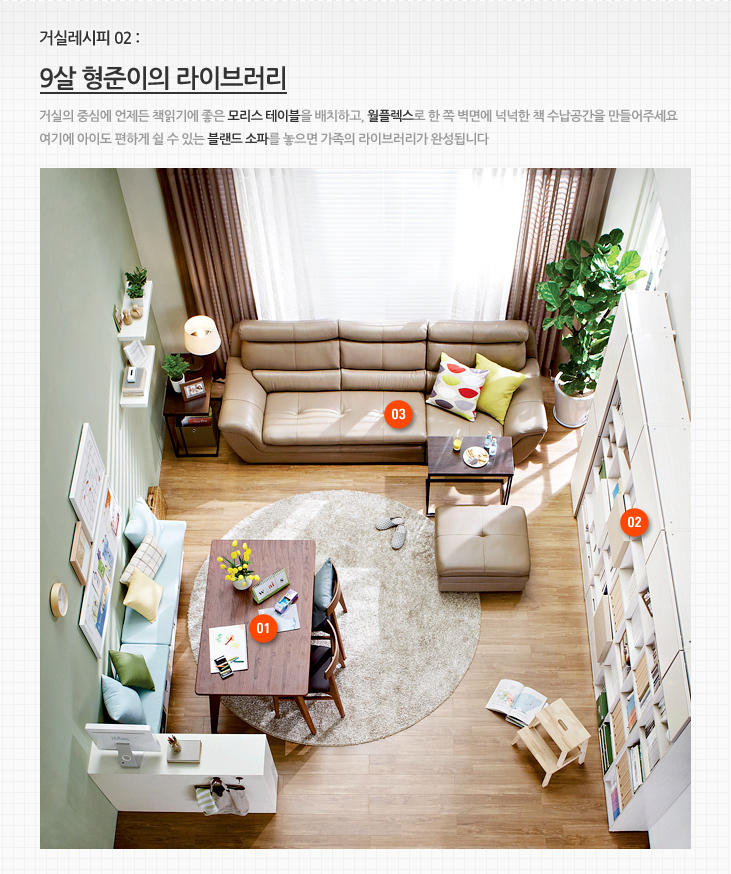 거실레시피 02 :
9살 형준이의 라이브러리
거실의 중심에 언제든 책읽기에 좋은 모리스 테이블을 배치하고, 월플렉스로 한 쪽 벽면에 넉넉한 책 수납공간을 만들어주세요
여기에 아이도 편하게 쉴 수 있는 블랜드 소파를 놓으면 가족의 라이브러리가 완성됩니다
03
02
01